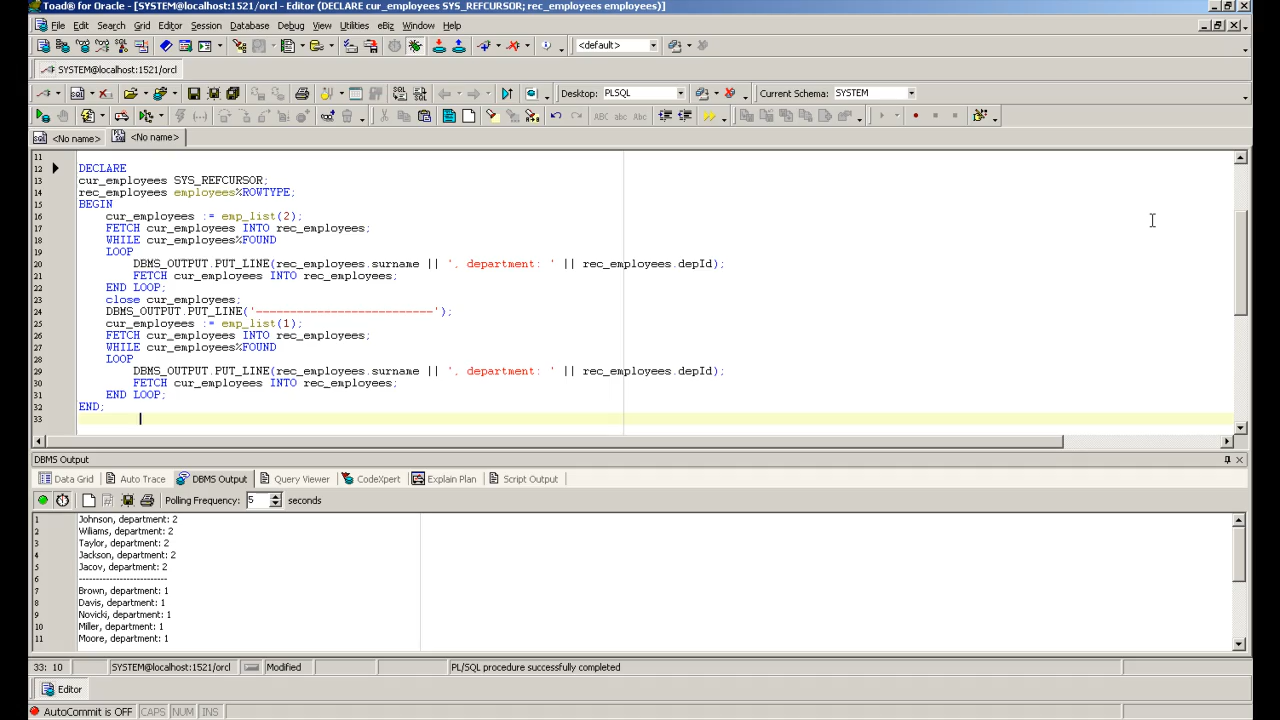 Toad® for Oracle - [SYSTEM@localhost:1521/orcl - Editor (DECLARE cur_employees SYS_REFCURSOR; rec_employees employees)]
File Edit Search Grid Editor Session Database Debug View Utilities eBiz Window Help
<default>
SYSTEM@localhost:1521/orcl
Desktop: PLSQL Current Schema: SYSTEM
<No name> <No name>
11
12 DECLARE
13 cur_employees SYS_REFCURSOR;
14 rec_employees employees%ROWTYPE;
15 BEGIN
16 cur_employees := emp_list(2);
17 FETCH cur_employees INTO rec_employees;
18 WHILE cur_employees%FOUND
19 LOOP
20 DBMS_OUTPUT.PUT_LINE(rec_employees.surname || ', department: ' || rec_employees.depId);
21 FETCH cur_employees INTO rec_employees;
22 END LOOP;
23 close cur_employees;
24 DBMS_OUTPUT.PUT_LINE('--------------------------');
25 cur_employees := emp_list(1);
26 FETCH cur_employees INTO rec_employees;
27 WHILE cur_employees%FOUND
28 LOOP
29 DBMS_OUTPUT.PUT_LINE(rec_employees.surname || ', department: ' || rec_employees.depId);
30 FETCH cur_employees INTO rec_employees;
31 END LOOP;
32 END;
33
DBMS Output
Data Grid Auto Trace DBMS Output Query Viewer CodeXpert Explain Plan Script Output
Polling Frequency: 5 seconds
1 Johnson, department: 2
2 Wiliams, department: 2
3 Taylor, department: 2
4 Jackson, department: 2
5 Jacov, department: 2
6 --------------------------
7 Brown, department: 1
8 Davis, department: 1
9 Novicki, department: 1
10 Miller, department: 1
11 Moore, department: 1
33: 10 SYSTEM@localhost:1521/orcl Modified PL/SQL procedure successfully completed
Editor
AutoCommit is OFF CAPS NUM INS